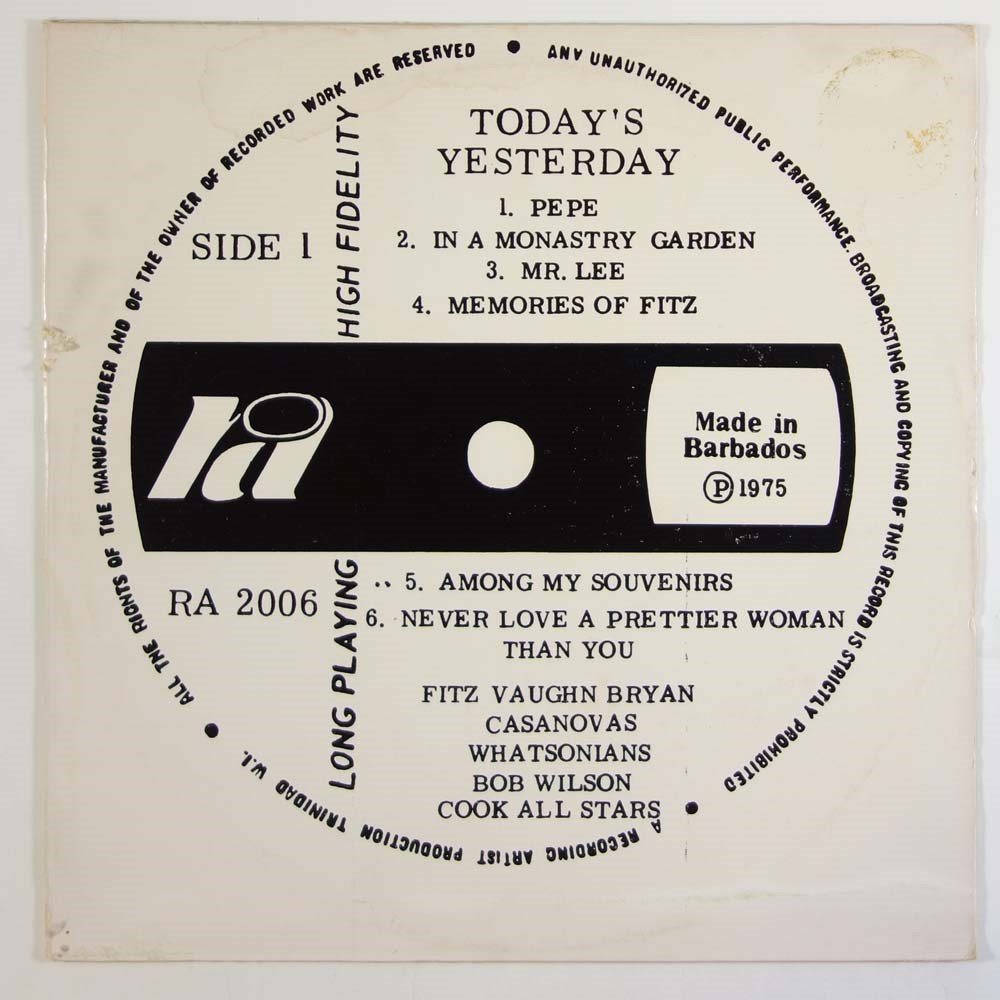 ALL THE RIGHTS OF THE MANUFACTURER AND OF THE OWNER OF RECORDED WORK ARE RESERVED
ANY UNAUTHORIZED PUBLIC PERFORMANCE. BROADCASTING AND COPYING OF THIS RECORD IS STRICTLY PROHIBITED
TODAY'S
YESTERDAY
1. PEPE
2. IN A MONASTRY GARDEN
3. MR. LEE
4. MEMORIES OF FITZ
SIDE 1
HIGH FIDELITY
ra
Made in
Barbados
Ⓟ 1975
RA 2006
LONG PLAYING
5. AMONG MY SOUVENIRS
6. NEVER LOVE A PRETTIER WOMAN
THAN YOU
FITZ VAUGHN BRYAN
CASANOVAS
WHATSONIANS
BOB WILSON
COOK ALL STARS
A RECORDING ARTIST PRODUCTION TRINIDAD W.I.